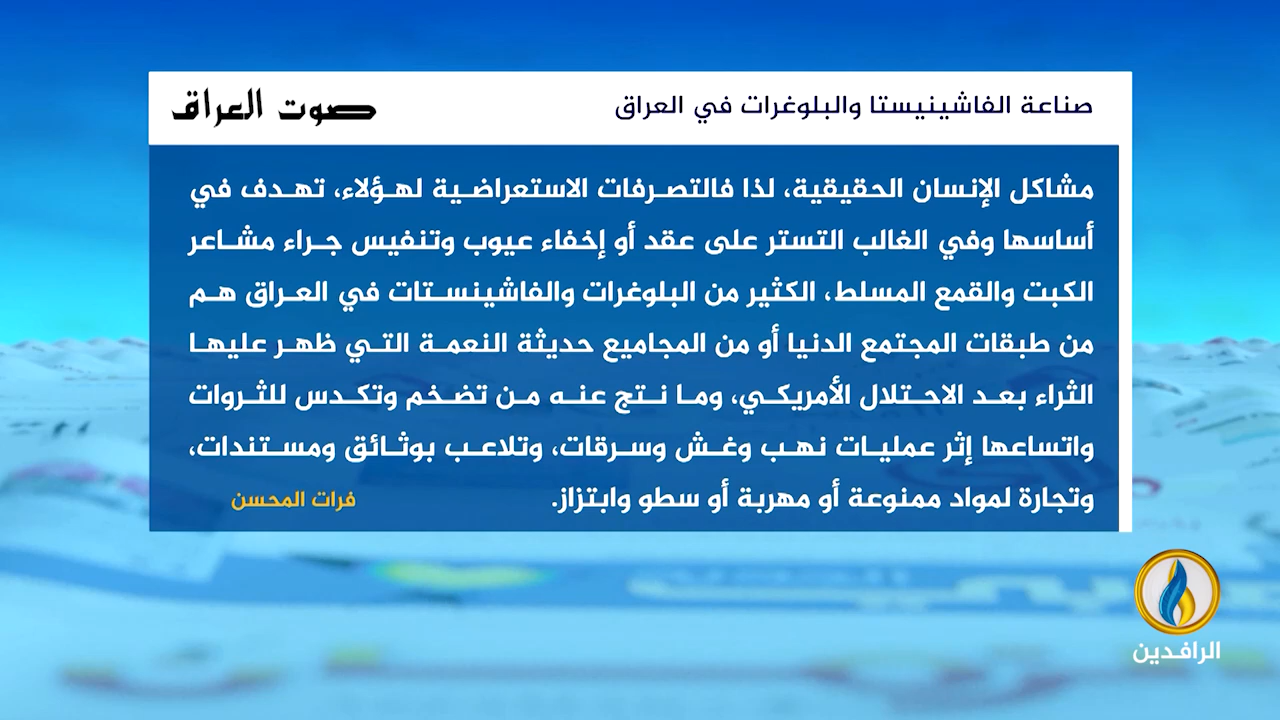 صناعة الفاشينيستا والبلوغرات في العراق
صوت العراق
مشاكل الإنسان الحقيقية، لذا فالتصرفات الاستعراضية لهؤلاء، تهدف في
أساسها وفي الغالب التستر على عقد أو إخفاء عيوب وتنفيس جراء مشاعر
الكبت والقمع المسلط، الكثير من البلوغرات والفاشينستات في العراق هم
من طبقات المجتمع الدنيا أو من المجاميع حديثة النعمة التي ظهر عليها
الثراء بعد الاحتلال الأمريكي، وما نتج عنه من تضخم وتكدس للثروات
واتساعها إثر عمليات نهب وغش وسرقات، وتلاعب بوثائق ومستندات،
وتجارة لمواد ممنوعة أو مهربة أو سطو وابتزاز.
فرات المحسن
الرافدين